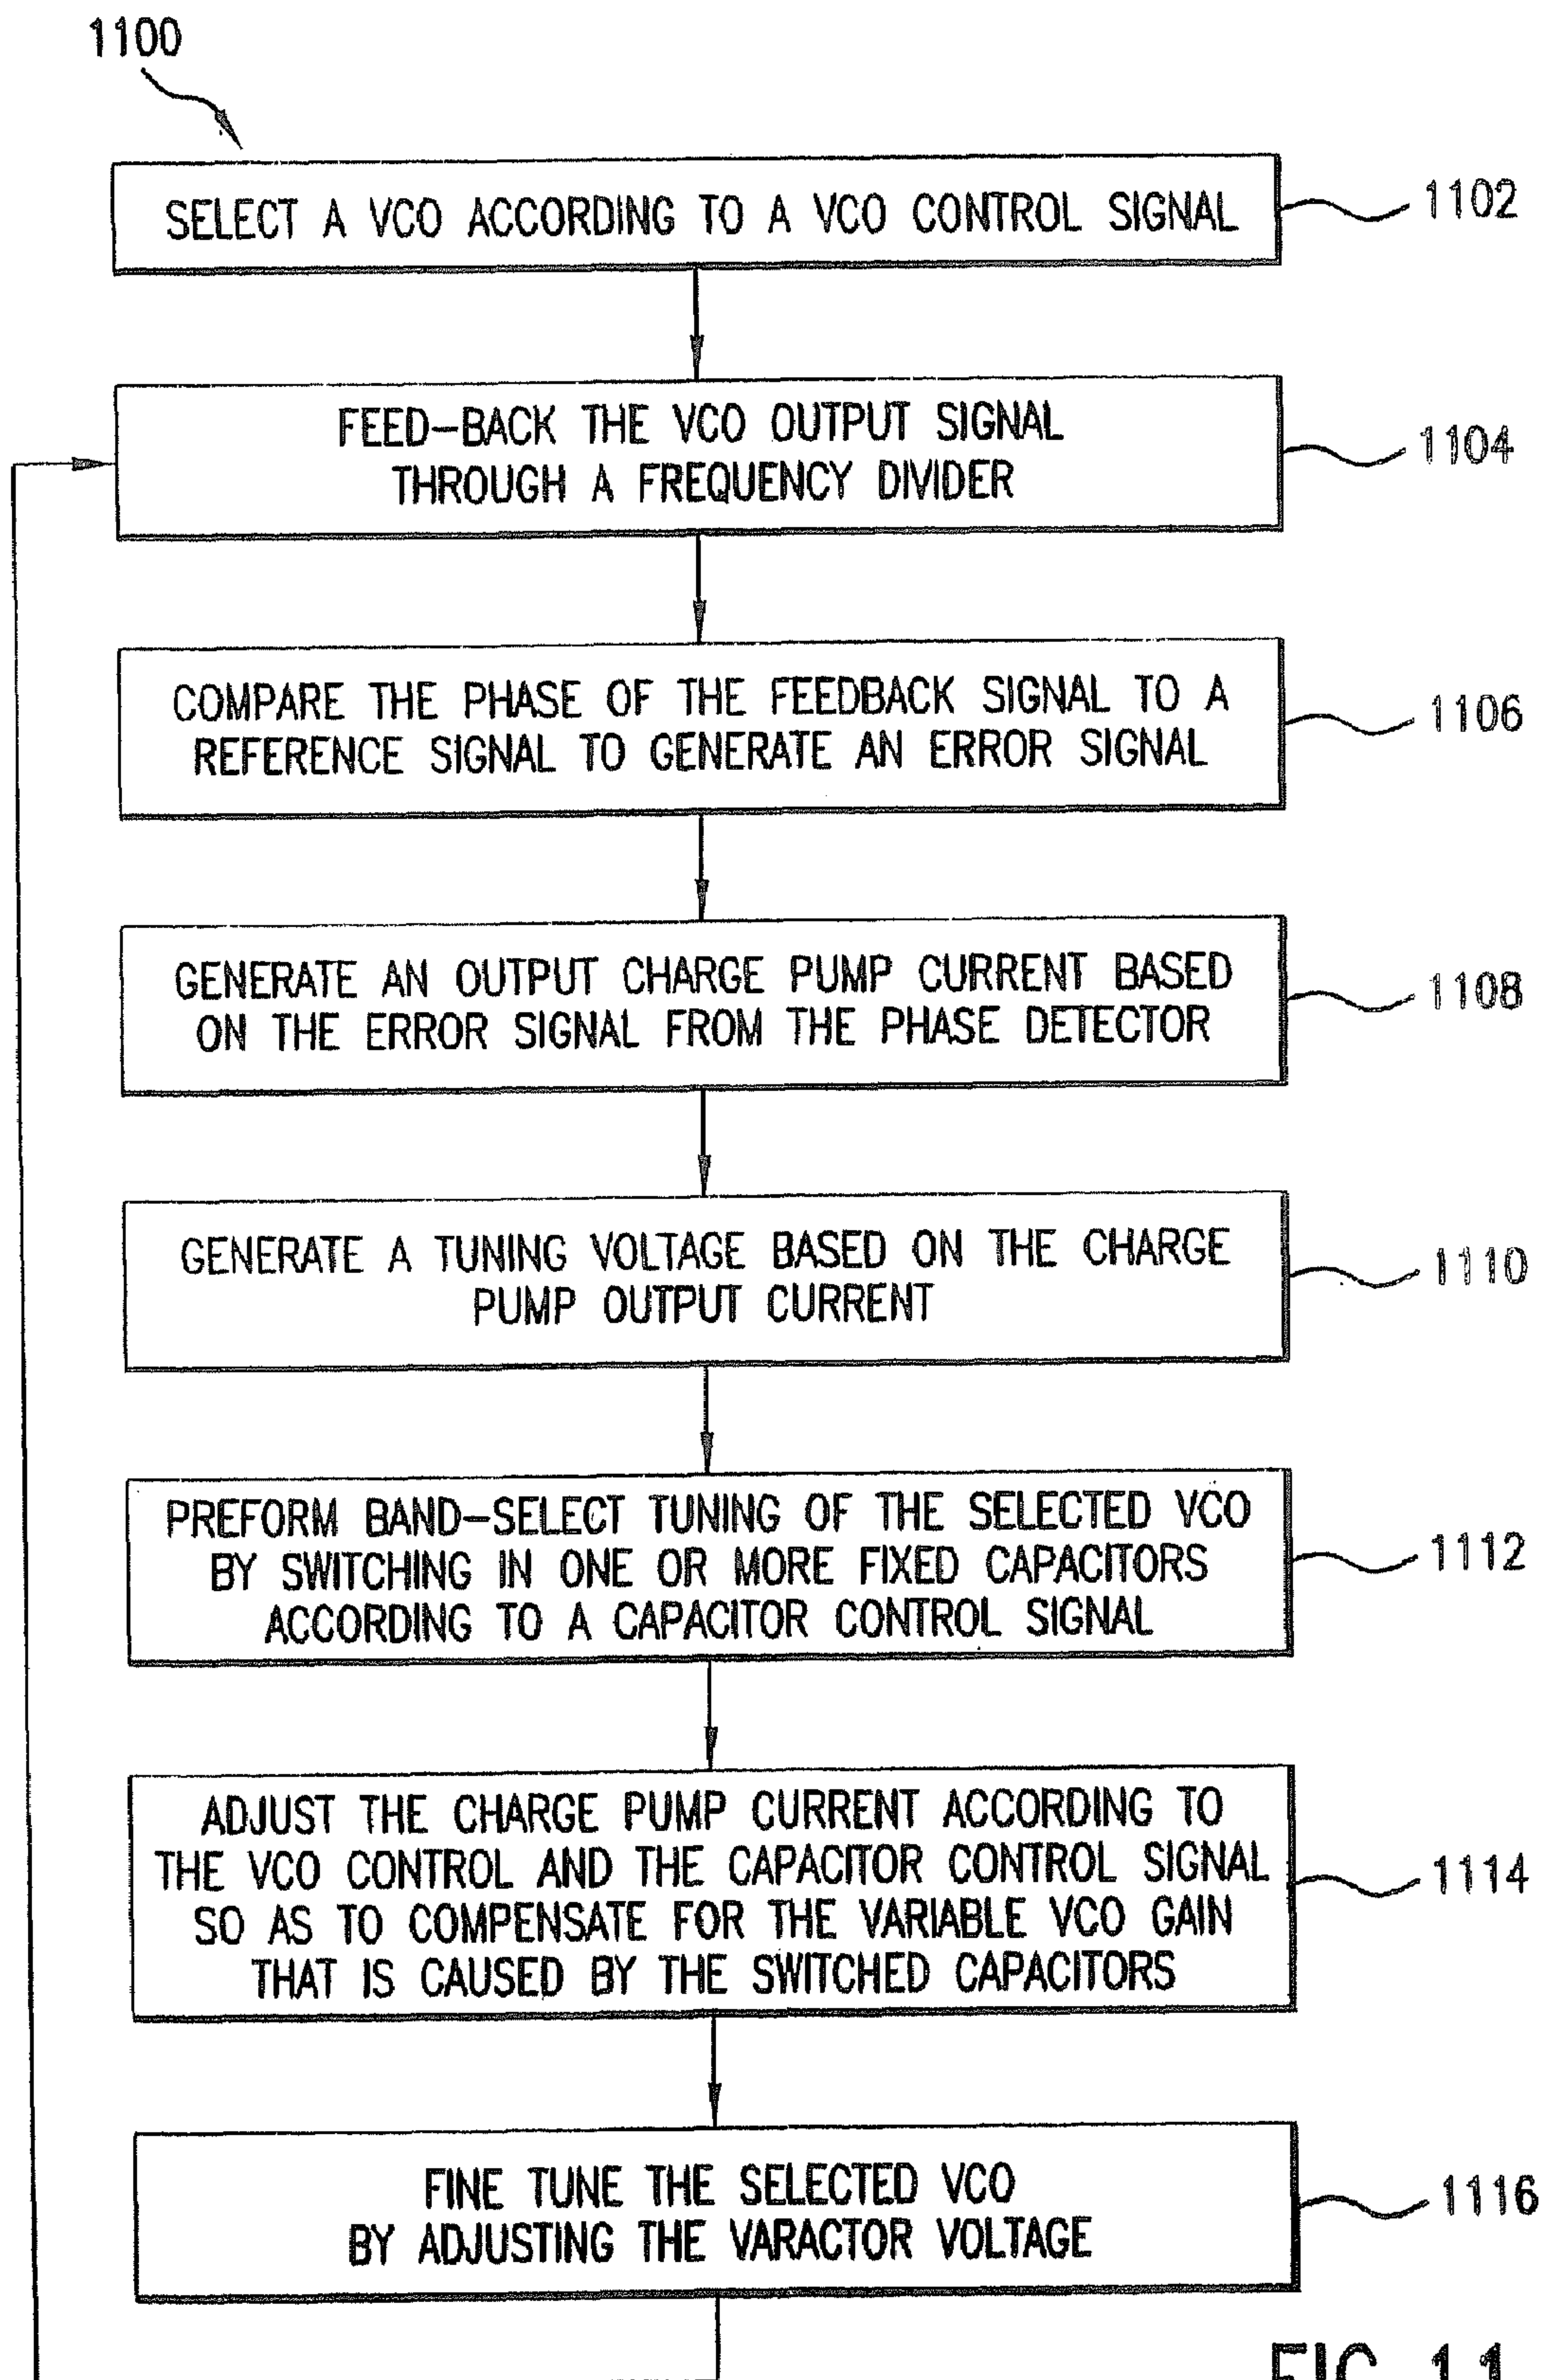 1100
SELECT A VCO ACCORDING TO A VCO CONTROL SIGNAL
1102
FEED-BACK THE VCO OUTPUT SIGNAL
THROUGH A FREQUENCY DIVIDER
1104
COMPARE THE PHASE OF THE FEEDBACK SIGNAL TO A
REFERENCE SIGNAL TO GENERATE AN ERROR SIGNAL
1106
GENERATE AN OUTPUT CHARGE PUMP CURRENT BASED
ON THE ERROR SIGNAL FROM THE PHASE DETECTOR
1108
GENERATE A TUNING VOLTAGE BASED ON THE CHARGE
PUMP OUTPUT CURRENT
1110
PREFORM BAND-SELECT TUNING OF THE SELECTED VCO
BY SWITCHING IN ONE OR MORE FIXED CAPACITORS
ACCORDING TO A CAPACITOR CONTROL SIGNAL
1112
ADJUST THE CHARGE PUMP CURRENT ACCORDING TO
THE VCO CONTROL AND THE CAPACITOR CONTROL SIGNAL
SO AS TO COMPENSATE FOR THE VARIABLE VCO GAIN
THAT IS CAUSED BY THE SWITCHED CAPACITORS
1114
FINE TUNE THE SELECTED VCO
BY ADJUSTING THE VARACTOR VOLTAGE
1116
FIG. 11